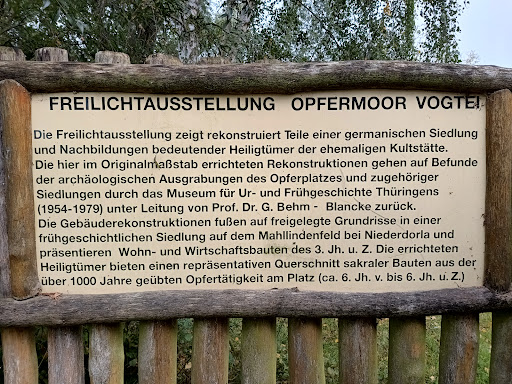 FREILICHTAUSSTELLUNG OPFERMOOR VOGTEI
Die Freilichtausstellung zeigt rekonstruiert Teile einer germanischen Siedlung
und Nachbildungen bedeutender Heiligtümer der ehemaligen Kultstätte.
Die hier im Originalmaßstab errichteten Rekonstruktionen gehen auf Befunde
der archäologischen Ausgrabungen des Opferplatzes und zugehöriger
Siedlungen durch das Museum für Ur- und Frühgeschichte Thüringens
(1954-1979) unter Leitung von Prof. Dr. G. Behm - Blancke zurück.
Die Gebäuderekonstruktionen fußen auf freigelegte Grundrisse in einer
frühgeschichtlichen Siedlung auf dem Mahllindenfeld bei Niederdorla und
präsentieren Wohn- und Wirtschaftsbauten des 3. Jh. u. Z. Die errichteten
Heiligtümer bieten einen repräsentativen Querschnitt sakraler Bauten aus der
über 1000 Jahre geübten Opfertätigkeit am Platz (ca. 6. Jh. v. bis 6. Jh. u. Z.)